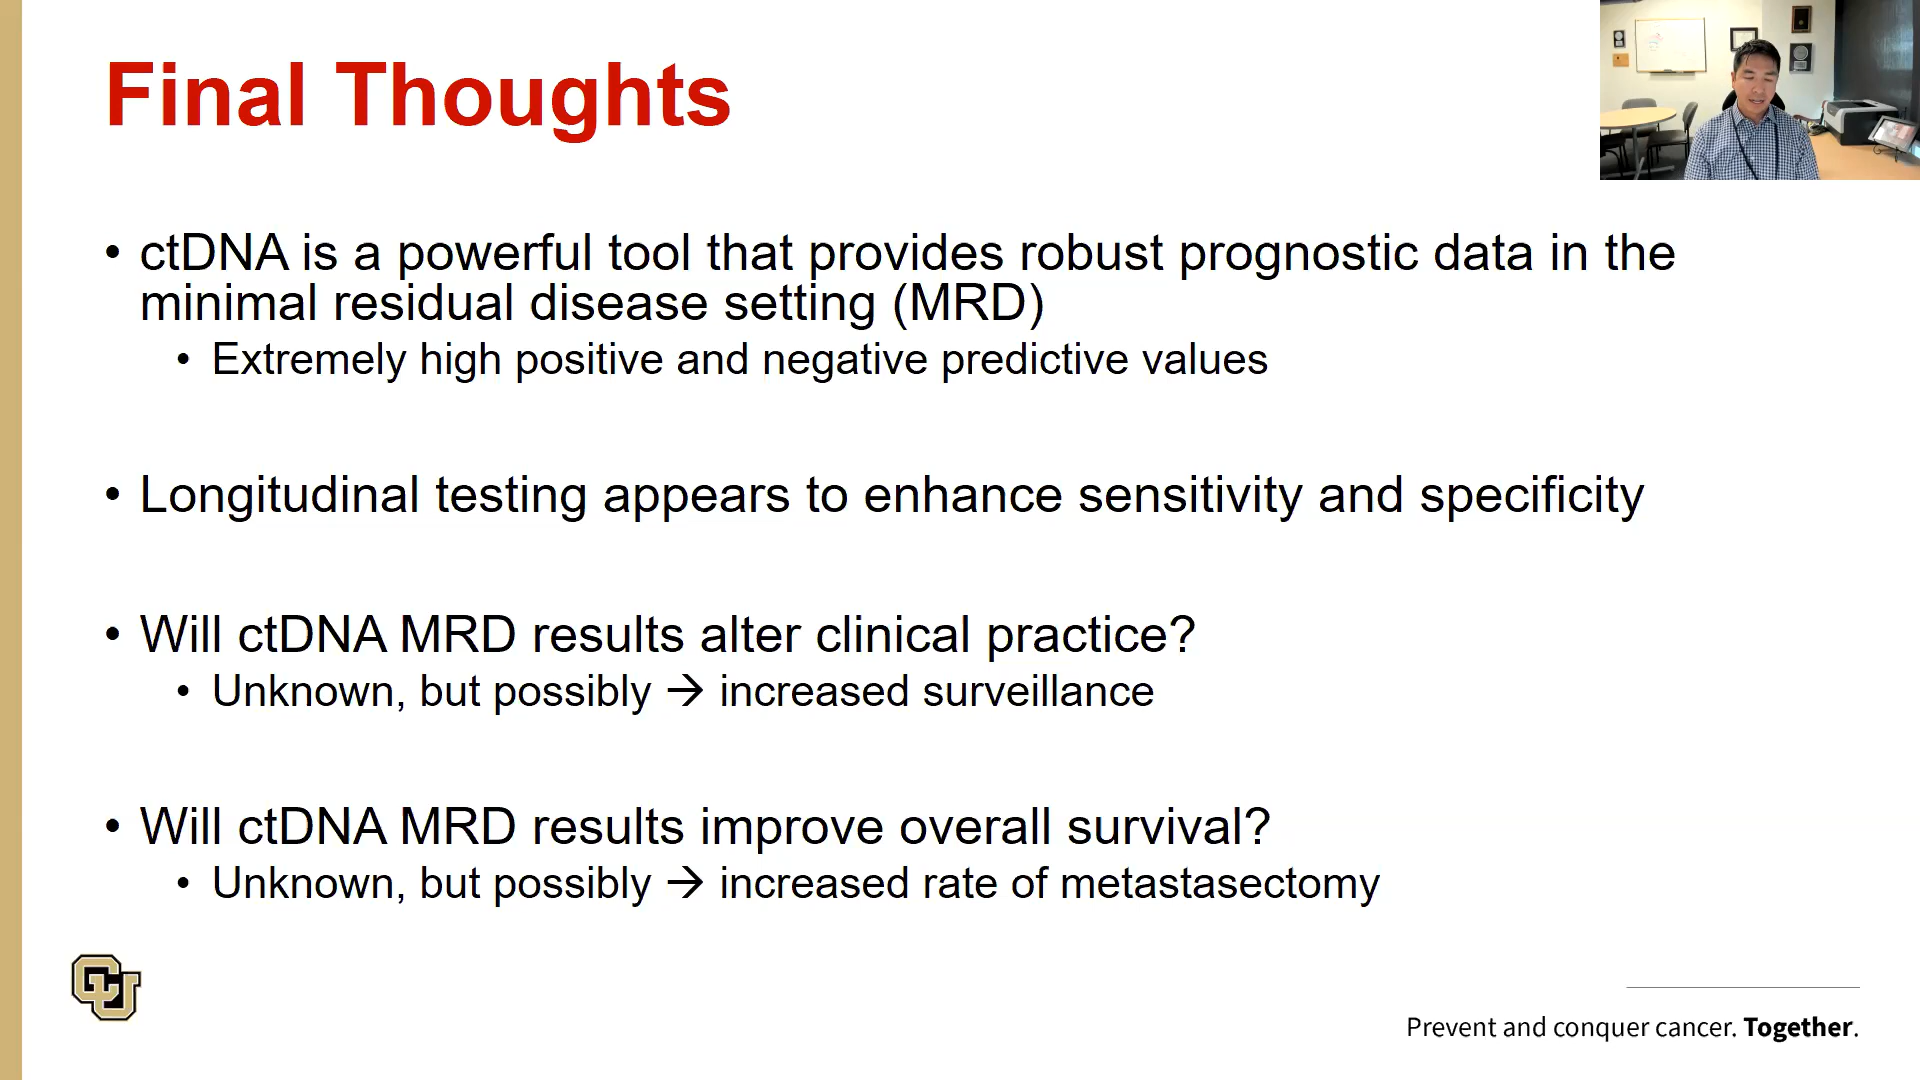 Final Thoughts
• ctDNA is a powerful tool that provides robust prognostic data in the
minimal residual disease setting (MRD)
• Extremely high positive and negative predictive values
• Longitudinal testing appears to enhance sensitivity and specificity
• Will ctDNA MRD results alter clinical practice?
• Unknown, but possibly → increased surveillance
• Will ctDNA MRD results improve overall survival?
• Unknown, but possibly → increased rate of metastasectomy
CU
Prevent and conquer cancer. Together.